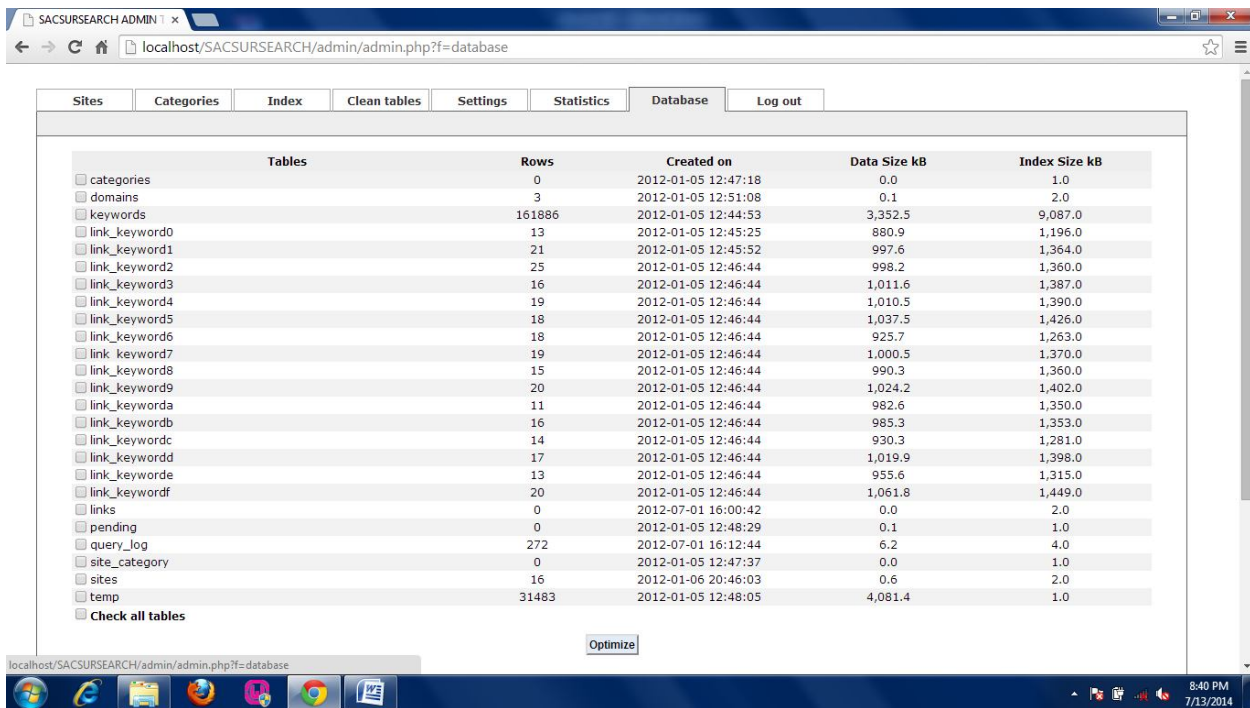 SACSURSEARCH ADMIN T
localhost/SACSURSEARCH/admin/admin.php?f=database
Sites Categories Index Clean tables Settings Statistics Database Log out
Tables Rows Created on Data Size kB Index Size kB
categories 0 2012-01-05 12:47:18 0.0 1.0
domains 3 2012-01-05 12:51:08 0.1 2.0
keywords 161886 2012-01-05 12:44:53 3,352.5 9,087.0
link_keyword0 13 2012-01-05 12:45:25 880.9 1,196.0
link_keyword1 21 2012-01-05 12:45:52 997.6 1,364.0
link_keyword2 25 2012-01-05 12:46:44 998.2 1,360.0
link_keyword3 16 2012-01-05 12:46:44 1,011.6 1,387.0
link_keyword4 19 2012-01-05 12:46:44 1,010.5 1,390.0
link_keyword5 18 2012-01-05 12:46:44 1,037.5 1,426.0
link_keyword6 18 2012-01-05 12:46:44 925.7 1,263.0
link_keyword7 19 2012-01-05 12:46:44 1,000.5 1,370.0
link_keyword8 15 2012-01-05 12:46:44 990.3 1,360.0
link_keyword9 20 2012-01-05 12:46:44 1,024.2 1,402.0
link_keyworda 11 2012-01-05 12:46:44 982.6 1,350.0
link_keywordb 16 2012-01-05 12:46:44 985.3 1,353.0
link_keywordc 14 2012-01-05 12:46:44 930.3 1,281.0
link_keywordd 17 2012-01-05 12:46:44 1,019.9 1,398.0
link_keyworde 13 2012-01-05 12:46:44 955.6 1,315.0
link_keywordf 20 2012-01-05 12:46:44 1,061.8 1,449.0
links 0 2012-07-01 16:00:42 0.0 2.0
pending 0 2012-01-05 12:48:29 0.1 1.0
query_log 272 2012-07-01 16:12:44 6.2 4.0
site_category 0 2012-01-05 12:47:37 0.0 1.0
sites 16 2012-01-06 20:46:03 0.6 2.0
temp 31483 2012-01-05 12:48:05 4,081.4 1.0
Check all tables
Optimize
localhost/SACSURSEARCH/admin/admin.php?f=database
8:40 PM
7/13/2014